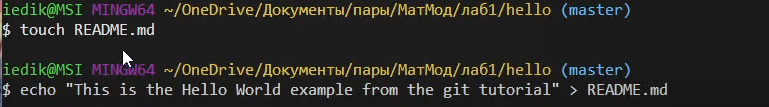 iedik@MSI MINGW64 ~/OneDrive/Документы/пары/МатМод/лаб1/hello (master)
$ touch README.md
iedik@MSI MINGW64 ~/OneDrive/Документы/пары/МатМод/лаб1/hello (master)
$ echo "This is the Hello World example from the git tutorial" > README.md